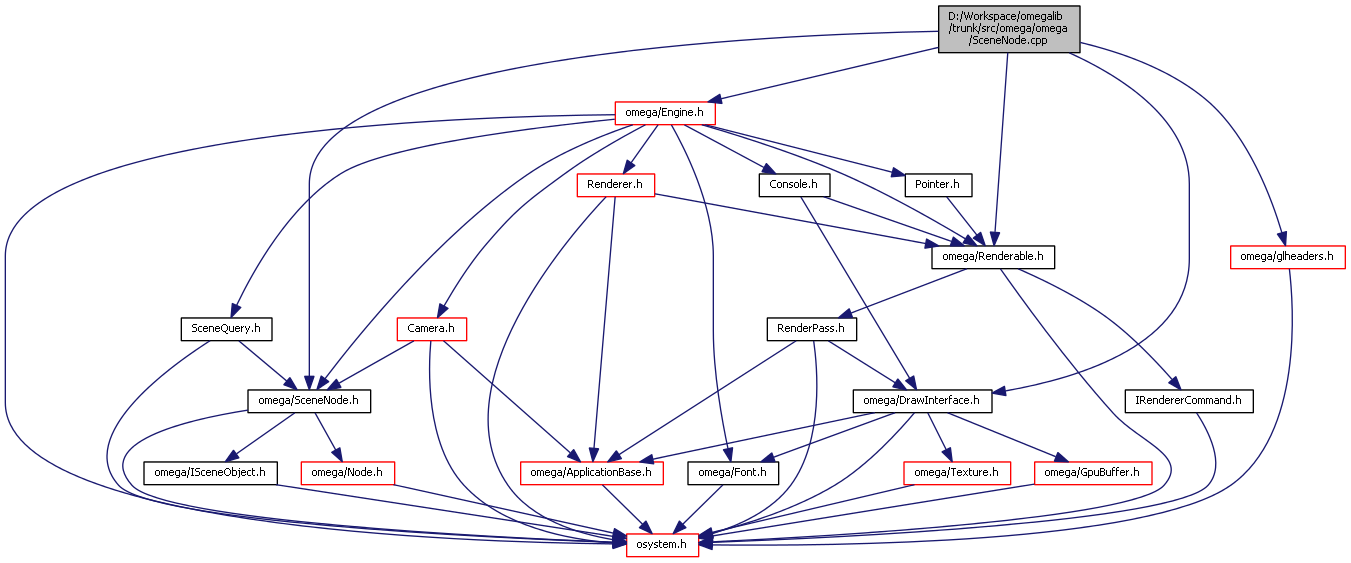 D:/Workspace/omegalib
/trunk/src/omega/omega
/SceneNode.cpp
omega/Engine.h
Renderer.h
Console.h
Pointer.h
omega/Renderable.h
omega/glheaders.h
SceneQuery.h
Camera.h
RenderPass.h
omega/SceneNode.h
omega/DrawInterface.h
IRendererCommand.h
omega/ISceneObject.h
omega/Node.h
omega/ApplicationBase.h
omega/Font.h
omega/Texture.h
omega/GpuBuffer.h
osystem.h